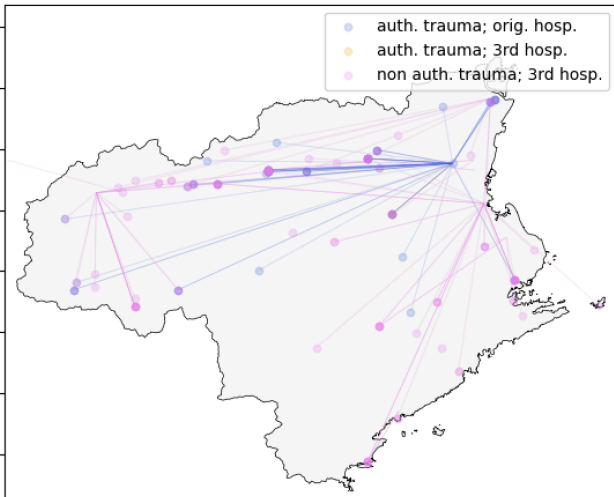 auth. trauma; orig. hosp.
auth. trauma; 3rd hosp.
non auth. trauma; 3rd hosp.